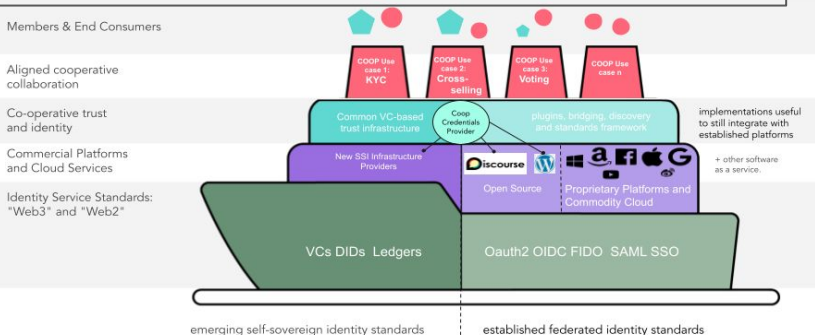 Members & End Consumers
Aligned cooperative
collaboration
COOP Use
case 1:
KYC
COOP Use
case 2:
Cross-
selling
COOP Use
case 3:
Voting
COOP Use
case n
Co-operative trust
and identity
Common VC-based
trust infrastructure
Coop
Credentials
Provider
plugins, bridging, discovery
and standards framework
implementations useful
to still integrate with
established platforms
Commercial Platforms
and Cloud Services
New SSI Infrastructure
Providers
Discourse
Open Source
Proprietary Platforms and
Commodity Cloud
+ other software
as a service.
Identity Service Standards:
"Web3" and "Web2"
VCs DIDs Ledgers
Oauth2 OIDC FIDO SAML SSO
emerging self-sovereign identity standards
established federated identity standards